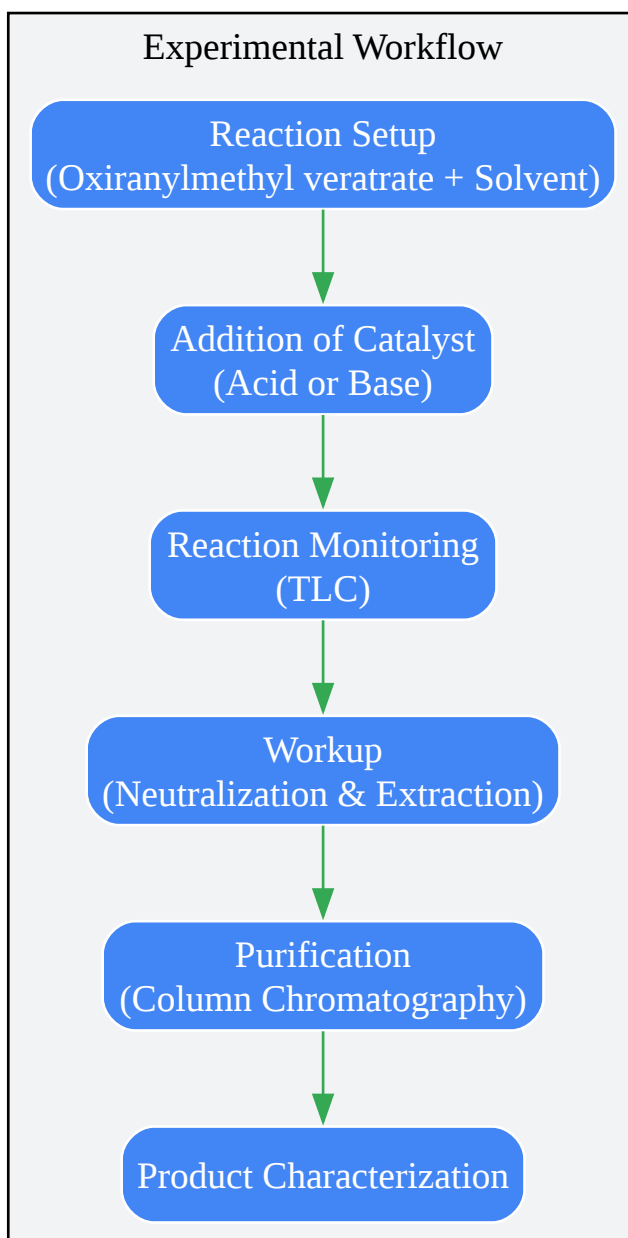 Experimental Workflow
Reaction Setup
(Oxiranylmethyl veratrate + Solvent)
Addition of Catalyst
(Acid or Base)
Reaction Monitoring
(TLC)
Workup
(Neutralization & Extraction)
Purification
(Column Chromatography)
Product Characterization